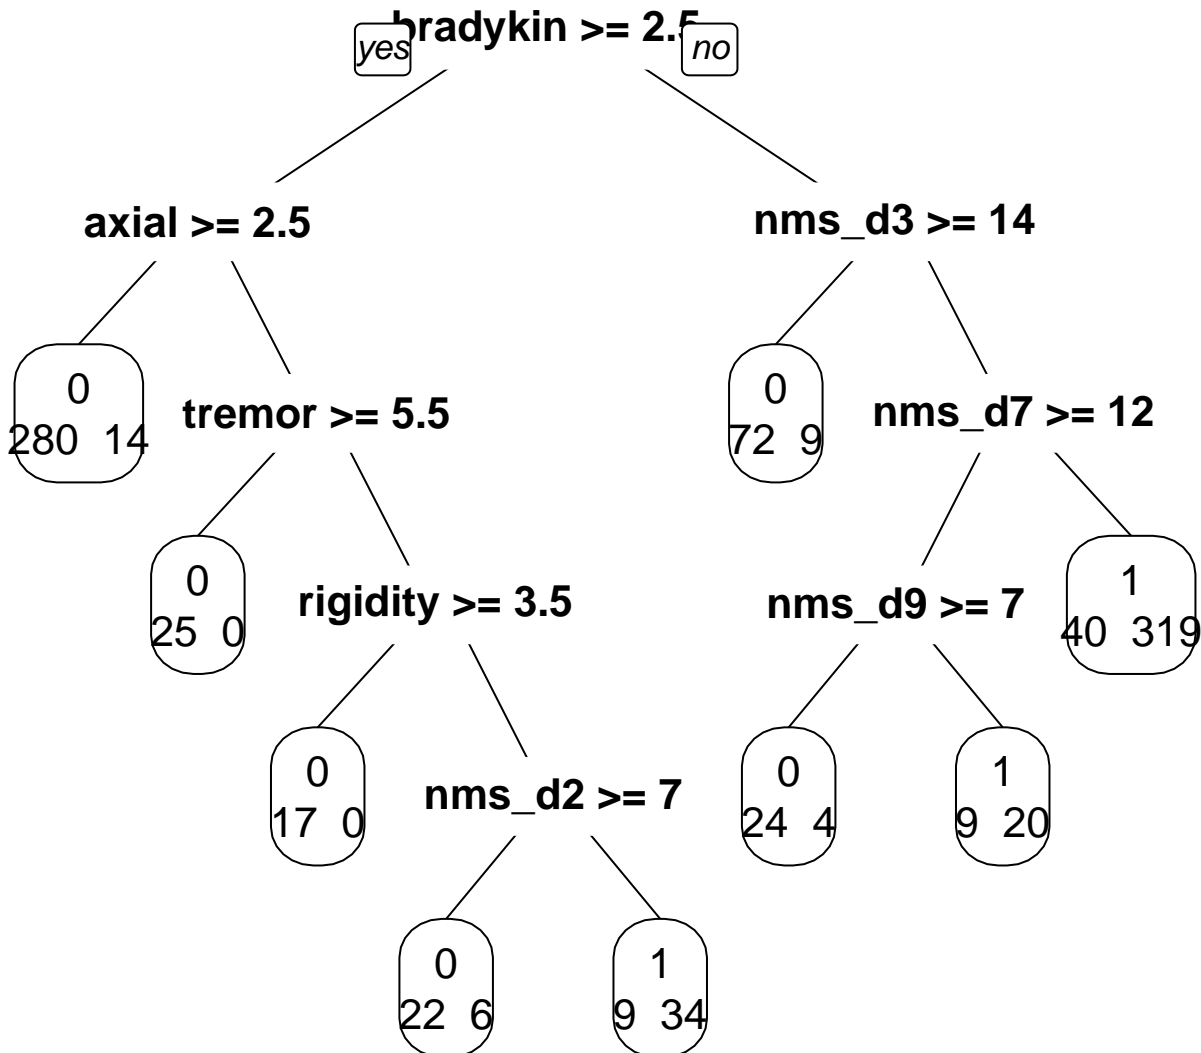 bradykin >= 2.5
yes no
axial >= 2.5
nms_d3 >= 14
0
280 14
tremor >= 5.5
0
72 9
nms_d7 >= 12
0
25 0
rigidity >= 3.5
nms_d9 >= 7
1
40 319
0
17 0
nms_d2 >= 7
0
24 4
1
9 20
0
22 6
1
9 34